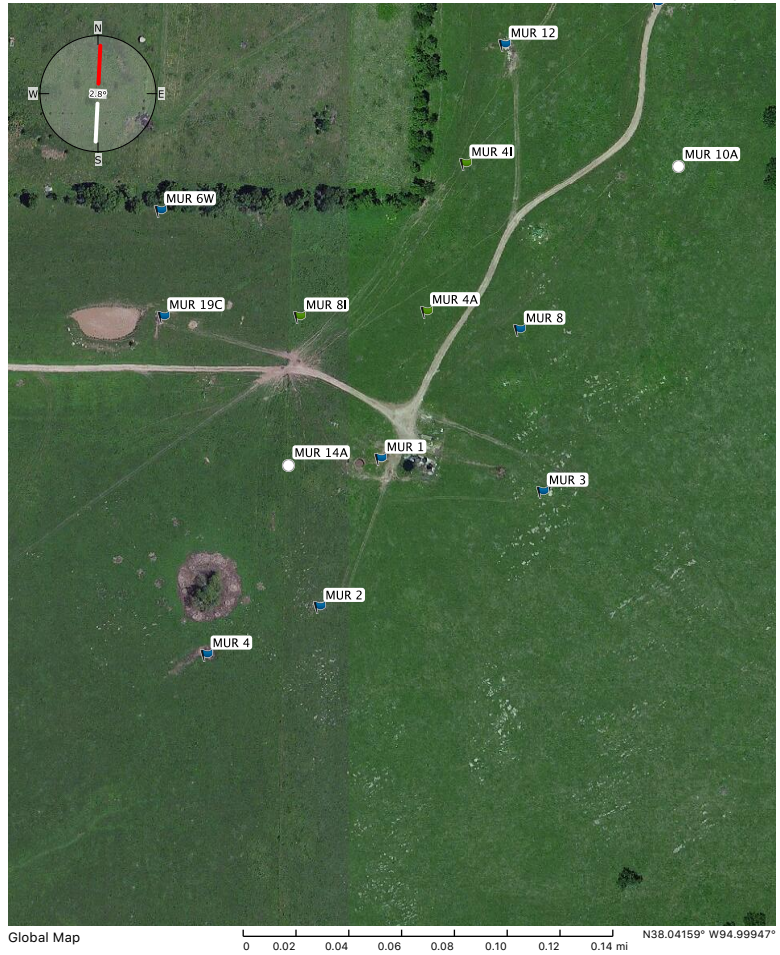 N
W
2.8°
E
S
MUR 12
MUR 4I
MUR 10A
MUR 6W
MUR 19C
MUR 8I
MUR 4A
MUR 8
MUR 14A
MUR 1
MUR 3
MUR 2
MUR 4
Global Map
0 0.02 0.04 0.06 0.08 0.10 0.12 0.14 mi
N38.04159° W94.99947°